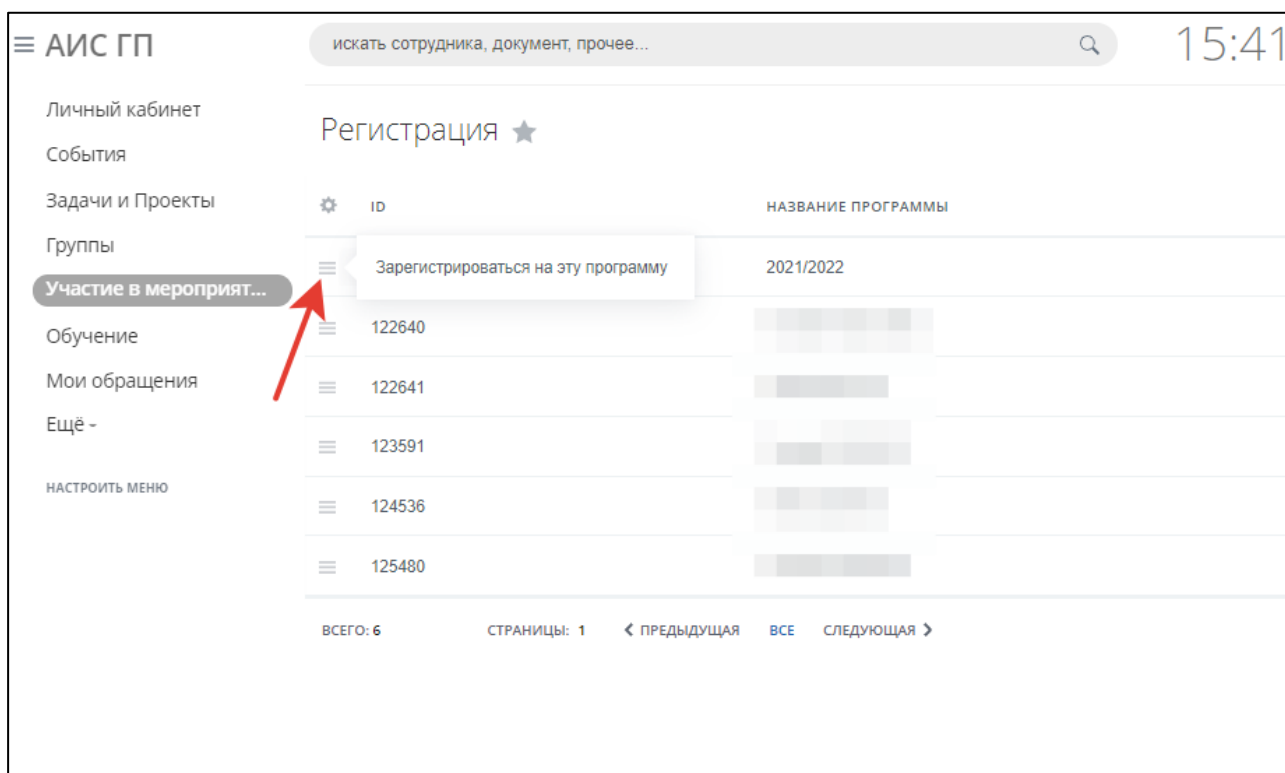 АИС ГП
искать сотрудника, документ, прочее...
15:41
Личный кабинет
События
Задачи и Проекты
Группы
Участие в мероприят...
Обучение
Мои обращения
Ещё -
НАСТРОИТЬ МЕНЮ
Регистрация
ID НАЗВАНИЕ ПРОГРАММЫ
Зарегистрироваться на эту программу 2021/2022
122640
122641
123591
124536
125480
ВСЕГО: 6 СТРАНИЦЫ: 1 ПРЕДЫДУЩАЯ ВСЕ СЛЕДУЮЩАЯ